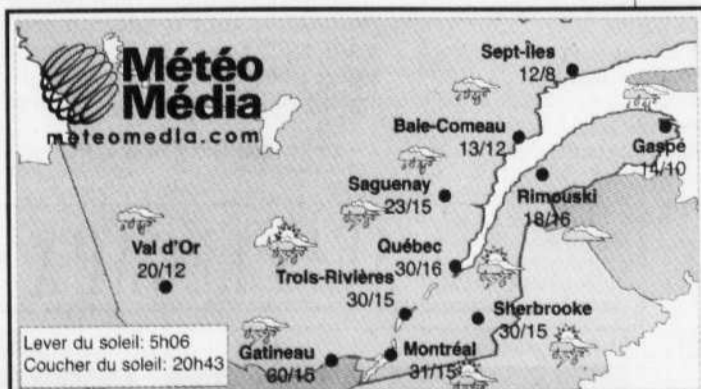 Météo
Média
meteomedia.com
Sept-Îles
12/8
Baie-Comeau
13/12
Gaspé
14/10
Saguenay
23/15
Rimouski
18/16
Val d'Or
20/12
Québec
30/16
Trois-Rivières
30/15
Sherbrooke
30/15
Lever du soleil: 5h06
Coucher du soleil: 20h43
Gatineau
30/15
Montréal
31/15